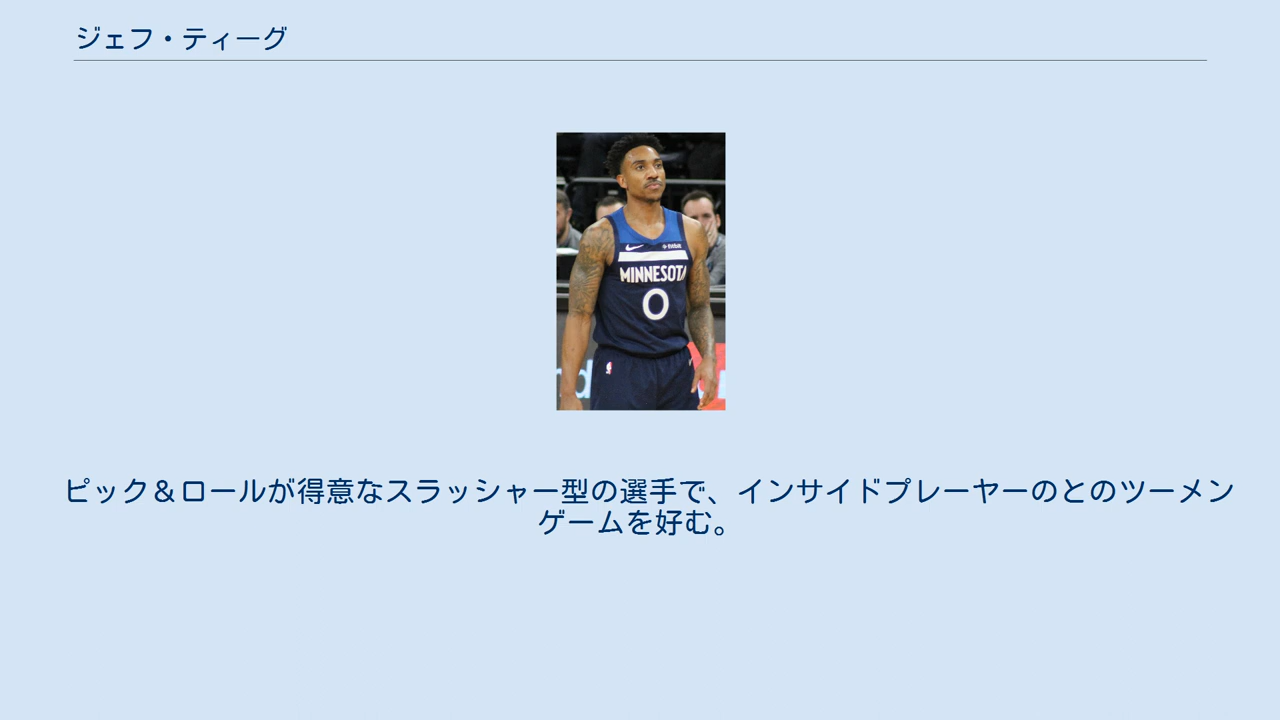 ジェフ・ティーグ
MINNESOTA
0
ピック＆ロールが得意なスラッシャー型の選手で、インサイドプレーヤーのとのツーメン
ゲームを好む。